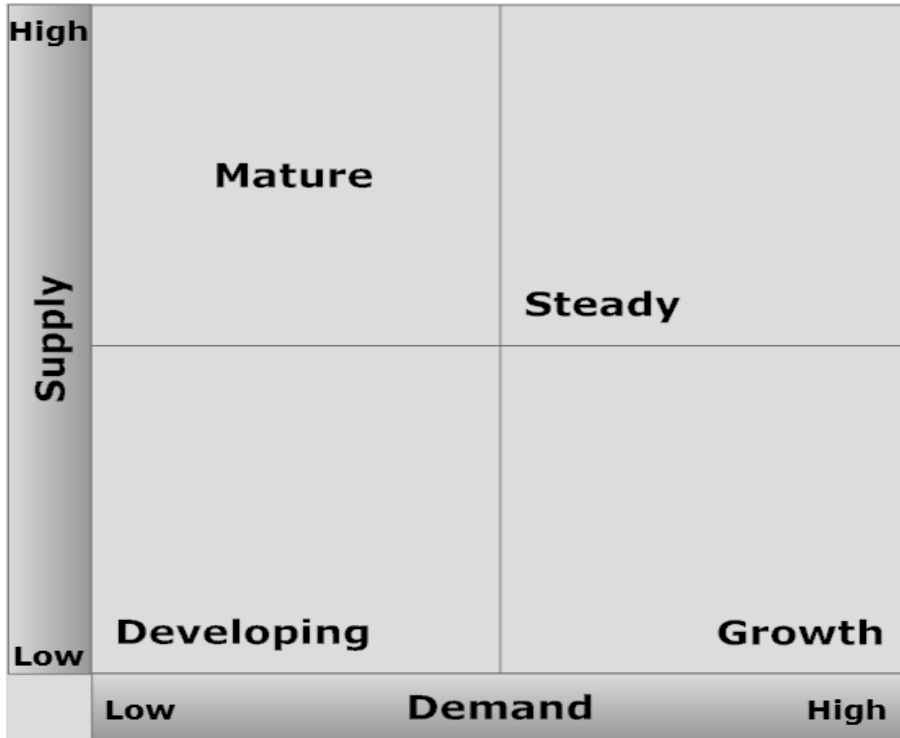 High
Mature
Supply
Steady
Developing
Growth
Low
Low
Demand
High